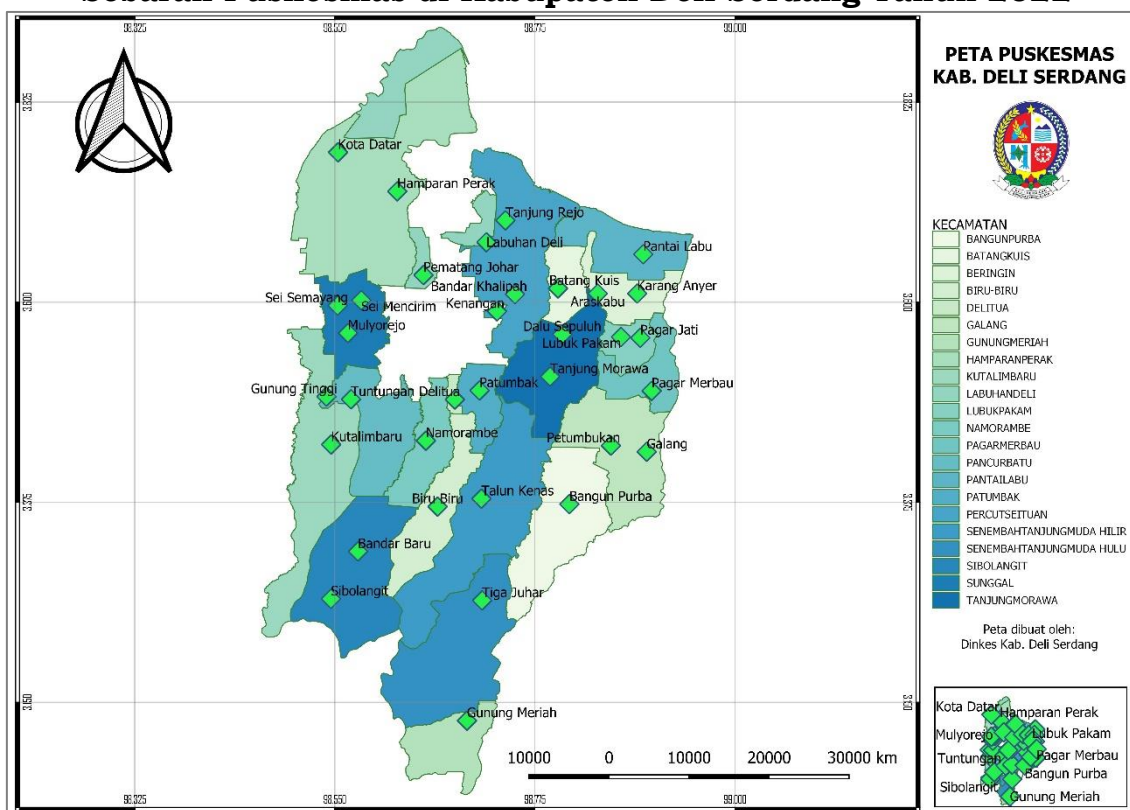 Sebaran Puskesmas di Kabupaten Deli Serdang Tahun
98.325 98.550 98.775 99.000
3.825 3.825
3.600 3.600
3.375 3.375
3.150 3.150
98.325 98.550 98.775 99.000
Kota Datar
Hamparan Perak
Tanjung Rejo
Labuhan Deli
Pantai Labu
Pematang Johar
Bandar Khalipah
Batang Kuis
Karang Anyer
Sei Semayang
Sei Mencirim
Kenangan
Araskabu
Mulyorejo
Dalu Sepuluh
Pagar Jati
Lubuk Pakam
Tanjung Morawa
Gunung Tinggi
Tuntungan
Delitua
Patumbak
Pagar Merbau
Kutalimbaru
Namorambe
Petumbukan
Galang
Biru Biru
Talun Kenas
Bangun Purba
Bandar Baru
Sibolangit
Tiga Juhar
Gunung Meriah
10000 0 10000 20000 30000 km
PETA PUSKESMAS
KAB. DELI SERDANG
KECAMATAN
BANGUNPURBA
BATANGKUIS
BERINGIN
BIRU-BIRU
DELITUA
GALANG
GUNUNGMERIAH
HAMPARANPERAK
KUTALIMBARU
LABUHANDELI
LUBUKPAKAM
NAMORAMBE
PAGARMERBAU
PANCURBATU
PANTAILABU
PATUMBAK
PERCUTSEITUAN
SENEMBAHTANJUNGMUDA HILIR
SENEMBAHTANJUNGMUDA HULU
SIBOLANGIT
SUNGGAL
TANJUNGMORAWA
Peta dibuat oleh:
Dinkes Kab. Deli Serdang
Kota Datar
Hamparan Perak
Mulyorejo
Lubuk Pakam
Tuntungan
Pagar Merbau
Bangun Purba
Sibolangit
Gunung Meriah